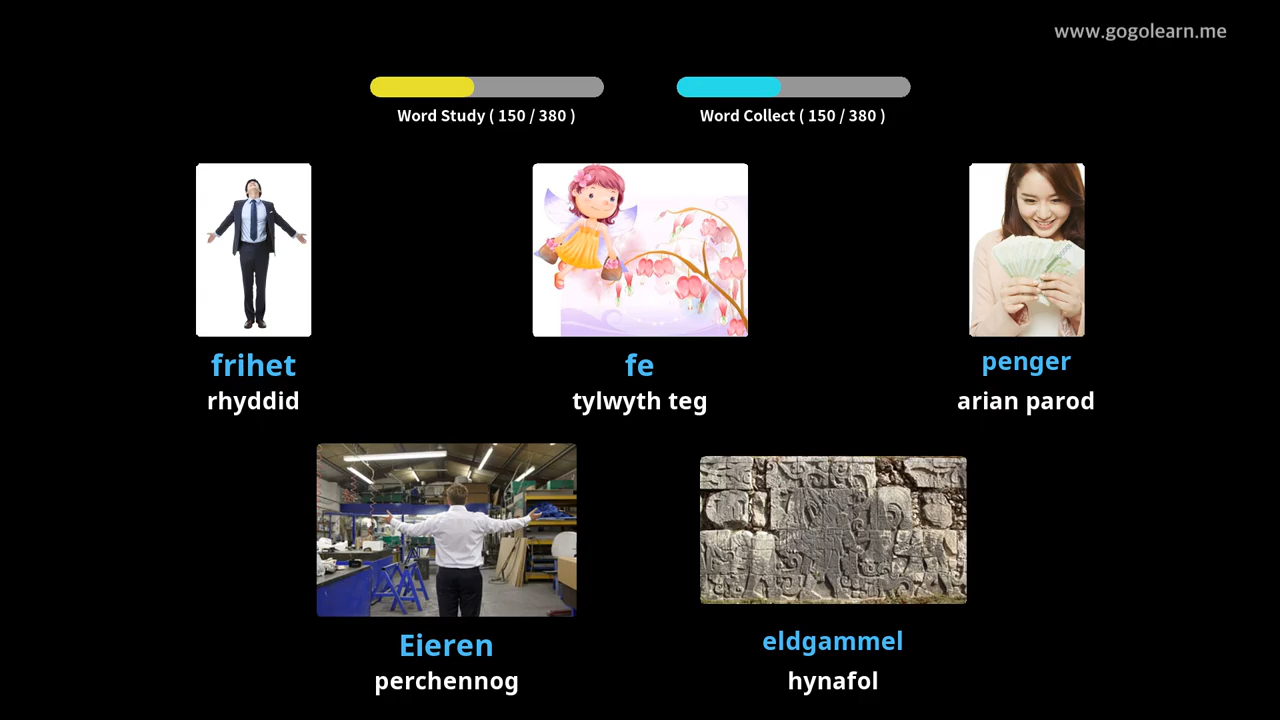 www.gogolearn.me
Word Study ( 150 / 380 )
Word Collect ( 150 / 380 )
frihet
rhyddid
fe
tylwyth teg
penger
arian parod
Eieren
perchennog
eldgammel
hynafol